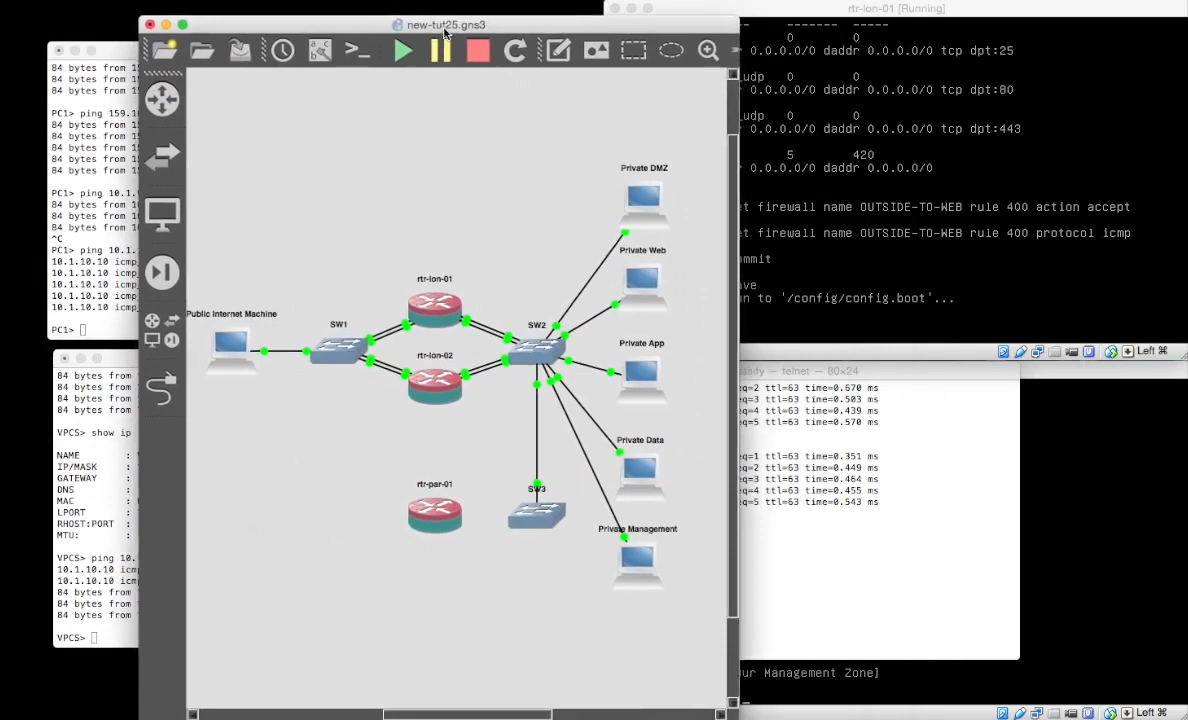 84 bytes from 1
84 bytes from 1
84 bytes from 1
PC1> ping 159.1
84 bytes from 1
84 bytes from 1
84 bytes from 1
84 bytes from 1
84 bytes from 1
PC1> ping 10.1.
84 bytes from 1
84 bytes from 1
84 bytes from 1
84 bytes from 1
^C
PC1> ping 10.1.
10.1.10.10 icmp_
10.1.10.10 icmp_
10.1.10.10 icmp_
10.1.10.10 icmp_
10.1.10.10 icmp_
PC1>
84 bytes from
84 bytes from
84 bytes from
84 bytes from
VPCS> show ip
NAME :
IP/MASK :
GATEWAY :
DNS :
MAC :
LPORT :
RHOST:PORT :
MTU: :
VPCS> ping 10.
10.1.10.10 icm
10.1.10.10 icm
84 bytes from
84 bytes from
84 bytes from
VPCS>
new-tut25.gns3
Private DMZ
Private Web
rtr-lon-01
Public Internet Machine
SW1
SW2
Private App
rtr-lon-02
Private Data
rtr-par-01
SW3
Private Management
rtr-lon-01 [Running]
0 0
0.0.0.0/0 daddr 0.0.0.0/0 tcp dpt:25
_udp 0 0
0.0.0.0/0 daddr 0.0.0.0/0 tcp dpt:80
_udp 0 0
0.0.0.0/0 daddr 0.0.0.0/0 tcp dpt:443
5 420
0.0.0.0/0 daddr 0.0.0.0/0
et firewall name OUTSIDE-TO-WEB rule 400 action accept
et firewall name OUTSIDE-TO-WEB rule 400 protocol icmp
ommit
ave
n to '/config/config.boot'...
Left ⌘
telnet — 80×24
eq=2 ttl=63 time=0.670 ms
eq=3 ttl=63 time=0.503 ms
eq=4 ttl=63 time=0.439 ms
eq=5 ttl=63 time=0.570 ms
eq=1 ttl=63 time=0.351 ms
eq=2 ttl=63 time=0.449 ms
eq=3 ttl=63 time=0.464 ms
eq=4 ttl=63 time=0.455 ms
eq=5 ttl=63 time=0.543 ms
ur Management Zone]
Left ⌘